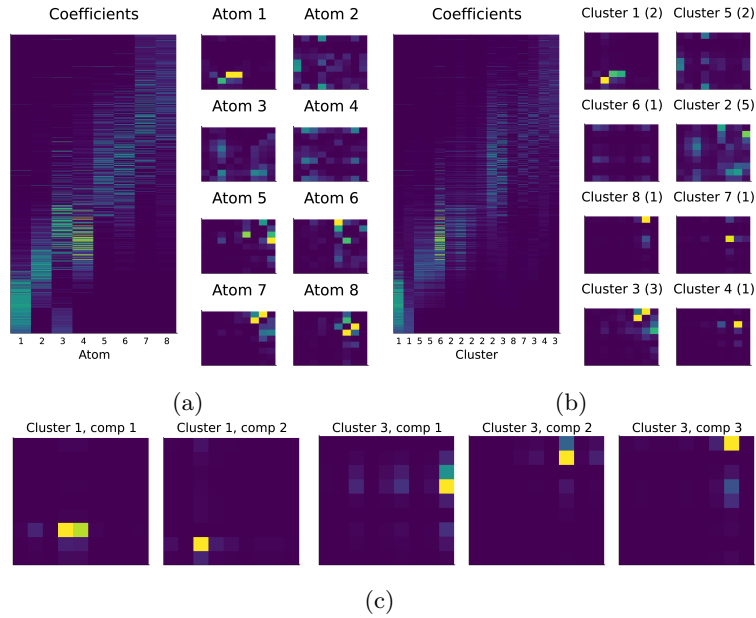 Coefficients
Atom 1
Atom 2
Atom 3
Atom 4
Atom 5
Atom 6
Atom 7
Atom 8
1 2 3 4 5 6 7 8
Atom
(a)
Coefficients
Cluster 1 (2)
Cluster 5 (2)
Cluster 6 (1)
Cluster 2 (5)
Cluster 8 (1)
Cluster 7 (1)
Cluster 3 (3)
Cluster 4 (1)
1 1 5 5 6 2 2 2 2 3 8 7 3 4 3
Cluster
(b)
Cluster 1, comp 1
Cluster 1, comp 2
Cluster 3, comp 1
Cluster 3, comp 2
Cluster 3, comp 3
(c)